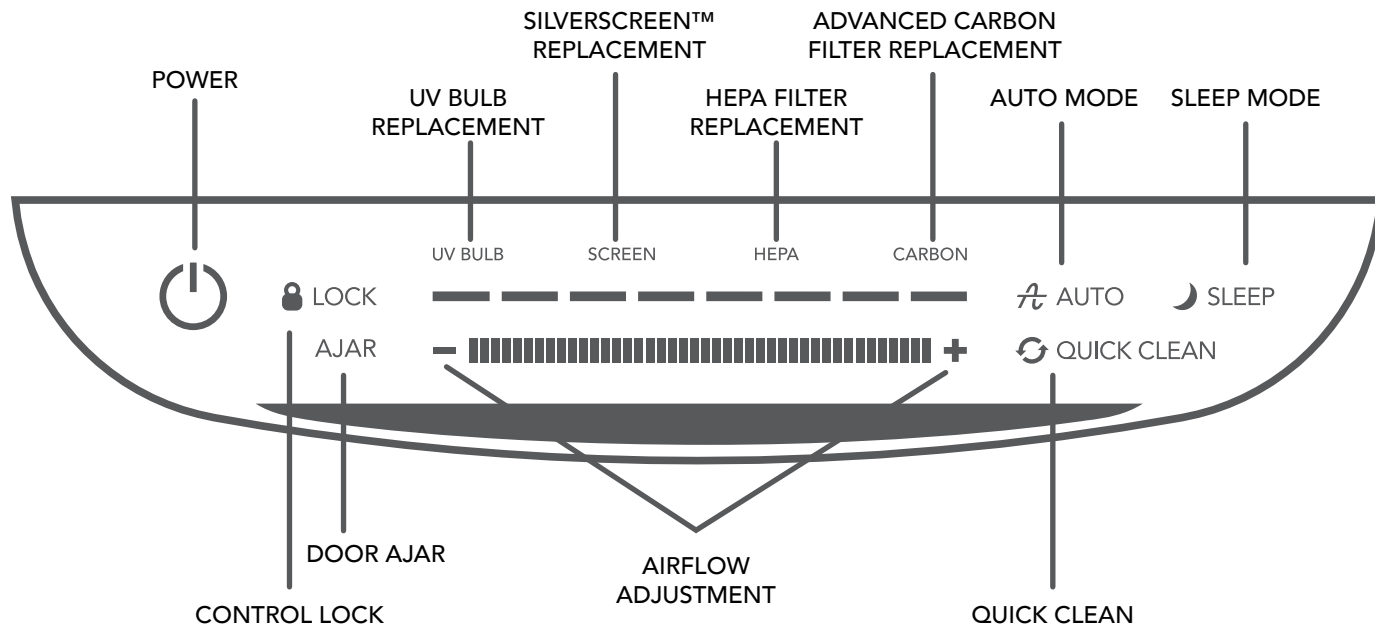 SILVERSCREEN™
REPLACEMENT
ADVANCED CARBON
FILTER REPLACEMENT
POWER
UV BULB
REPLACEMENT
HEPA FILTER
REPLACEMENT
AUTO MODE
SLEEP MODE
UV BULB
SCREEN
HEPA
CARBON
LOCK
AUTO
SLEEP
AJAR
QUICK CLEAN
DOOR AJAR
AIRFLOW
ADJUSTMENT
CONTROL LOCK
QUICK CLEAN